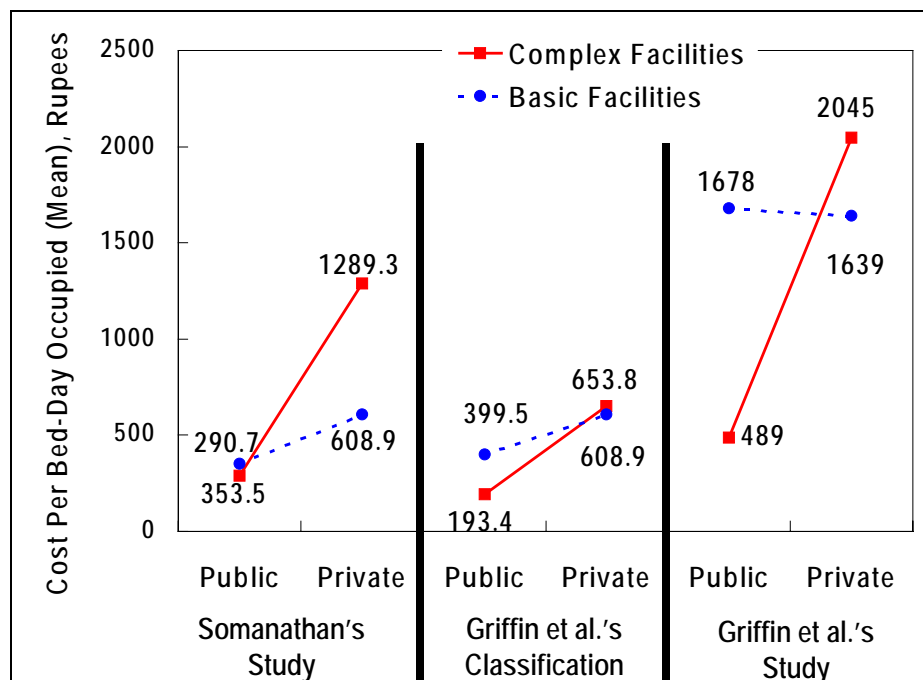 Cost Per Bed-Day Occupied (Mean), Rupees
2500
2000
1500
1000
500
0
Complex Facilities
Basic Facilities
290.7
353.5
1289.3
608.9
399.5
193.4
653.8
608.9
1678
489
2045
1639
Public Private Public Private Public Private
Somanathan's
Study
Griffin et al.'s
Classification
Griffin et al.'s
Study